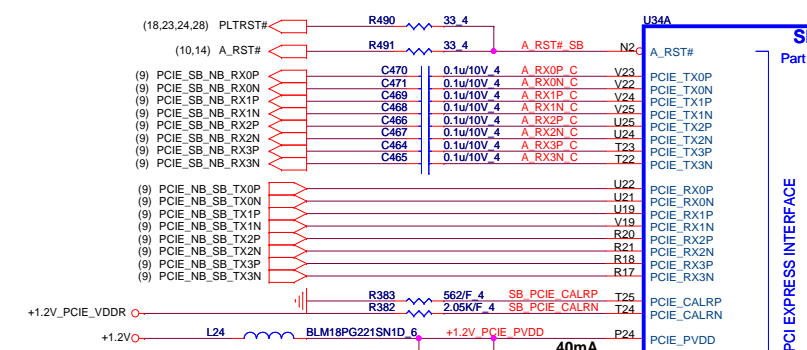 U34A
SB
(18,23,24,28) PLTRST# R490 33_4
(10,14) A_RST# R491 33_4 A_RST#_SB N2 A_RST#
Part
(9) PCIE_SB_NB_RX0P C470 0.1u/10V_4 A_RX0P_C V23 PCIE_TX0P
(9) PCIE_SB_NB_RX0N C471 0.1u/10V_4 A_RX0N_C V22 PCIE_TX0N
(9) PCIE_SB_NB_RX1P C469 0.1u/10V_4 A_RX1P_C V24 PCIE_TX1P
(9) PCIE_SB_NB_RX1N C468 0.1u/10V_4 A_RX1N_C V25 PCIE_TX1N
(9) PCIE_SB_NB_RX2P C466 0.1u/10V_4 A_RX2P_C U25 PCIE_TX2P
(9) PCIE_SB_NB_RX2N C467 0.1u/10V_4 A_RX2N_C U24 PCIE_TX2N
(9) PCIE_SB_NB_RX3P C464 0.1u/10V_4 A_RX3P_C T23 PCIE_TX3P
(9) PCIE_SB_NB_RX3N C465 0.1u/10V_4 A_RX3N_C T22 PCIE_TX3N
(9) PCIE_NB_SB_TX0P U22 PCIE_RX0P
(9) PCIE_NB_SB_TX0N U21 PCIE_RX0N
(9) PCIE_NB_SB_TX1P U19 PCIE_RX1P
(9) PCIE_NB_SB_TX1N V19 PCIE_RX1N
(9) PCIE_NB_SB_TX2P R20 PCIE_RX2P
(9) PCIE_NB_SB_TX2N R21 PCIE_RX2N
(9) PCIE_NB_SB_TX3P R18 PCIE_RX3P
(9) PCIE_NB_SB_TX3N R17 PCIE_RX3N
R383 562/F_4 SB_PCIE_CALRP T25 PCIE_CALRP
+1.2V_PCIE_VDDR R382 2.05K/F_4 SB_PCIE_CALRN T24 PCIE_CALRN
+1.2V L24 BLM18PG221SN1D_6 +1.2V_PCIE_PVDD P24 PCIE_PVDD
40mA
PCI EXPRESS INTERFACE